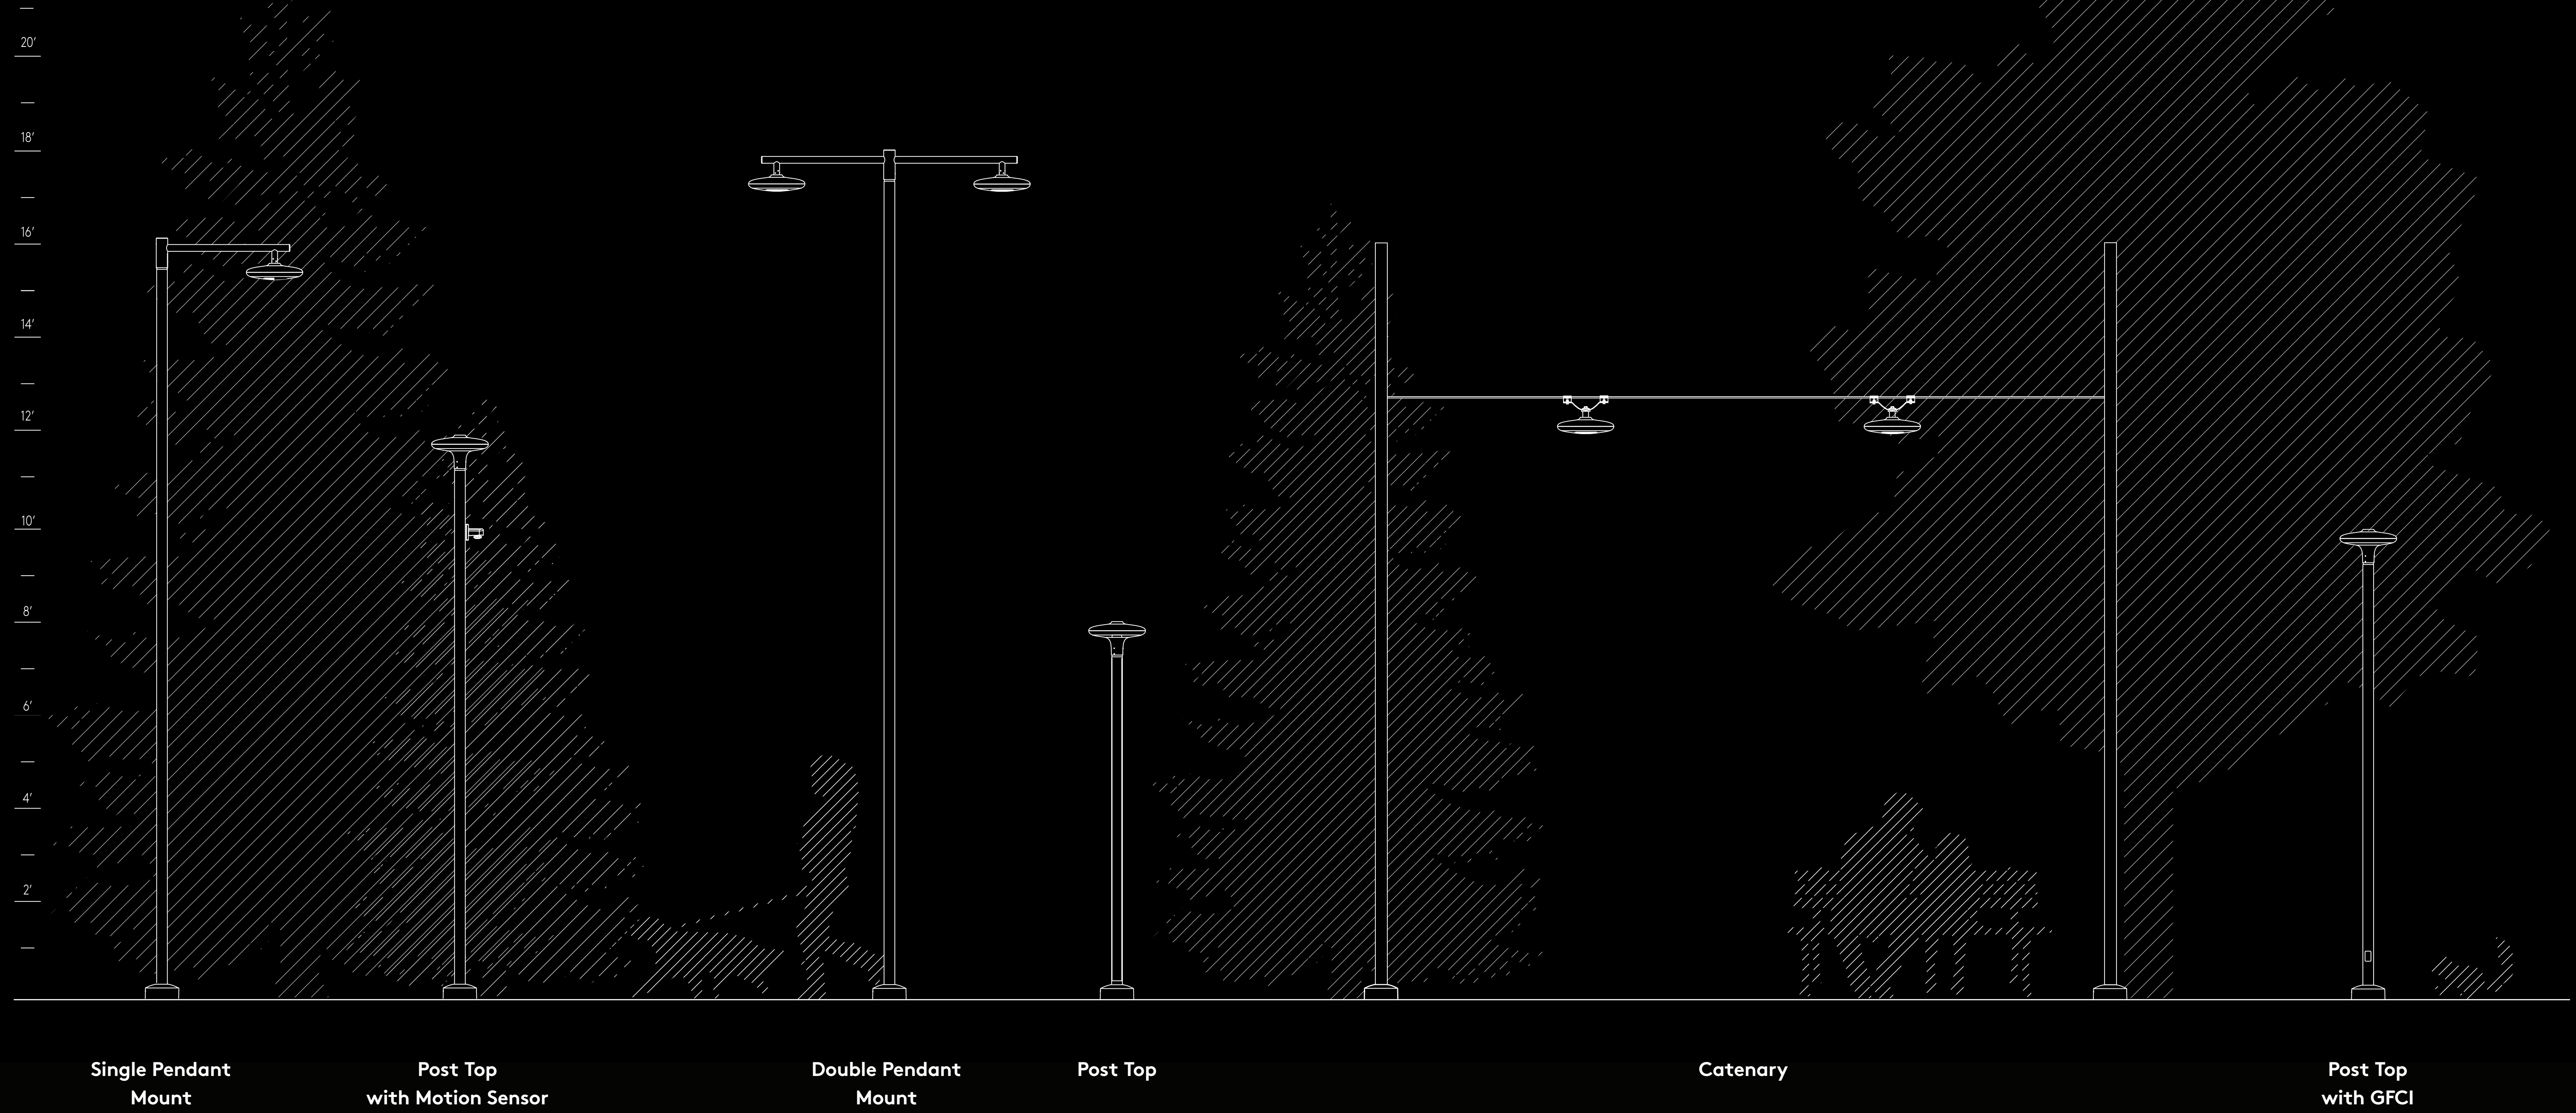 20'
18'
16'
14'
12'
10'
8'
6'
4'
2'
Single Pendant
Mount
Post Top
with Motion Sensor
Double Pendant
Mount
Post Top
Catenary
Post Top
with GFCI